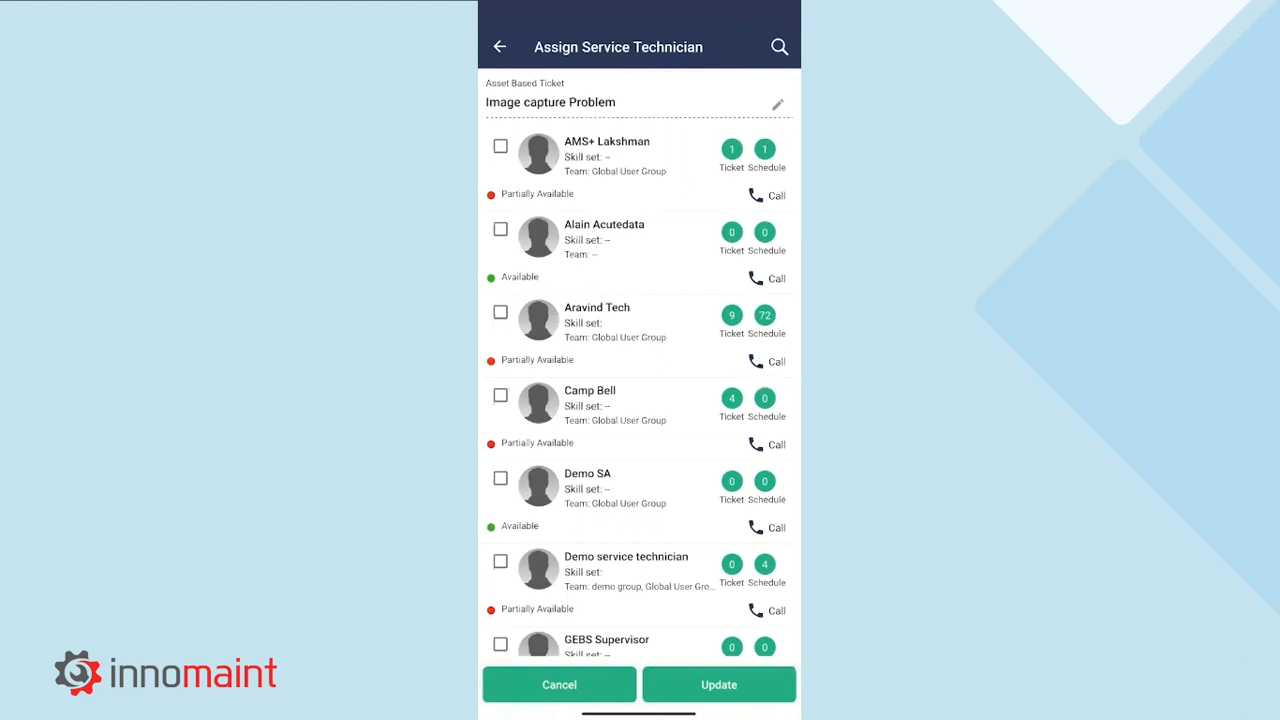 Assign Service Technician
Asset Based Ticket
Image capture Problem
AMS+ Lakshman
Skill set: --
Team: Global User Group
1 1
Ticket Schedule
Partially Available
Call
Alain Acutedata
Skill set: --
Team: --
0 0
Ticket Schedule
Available
Call
Aravind Tech
Skill set:
Team: Global User Group
9 72
Ticket Schedule
Partially Available
Call
Camp Bell
Skill set: --
Team: Global User Group
4 0
Ticket Schedule
Partially Available
Call
Demo SA
Skill set: --
Team: Global User Group
0 0
Ticket Schedule
Available
Call
Demo service technician
Skill set:
Team: demo group, Global User Gro...
0 4
Ticket Schedule
Partially Available
Call
GEBS Supervisor
Skill set: --
0 0
Cancel
Update
innomaint